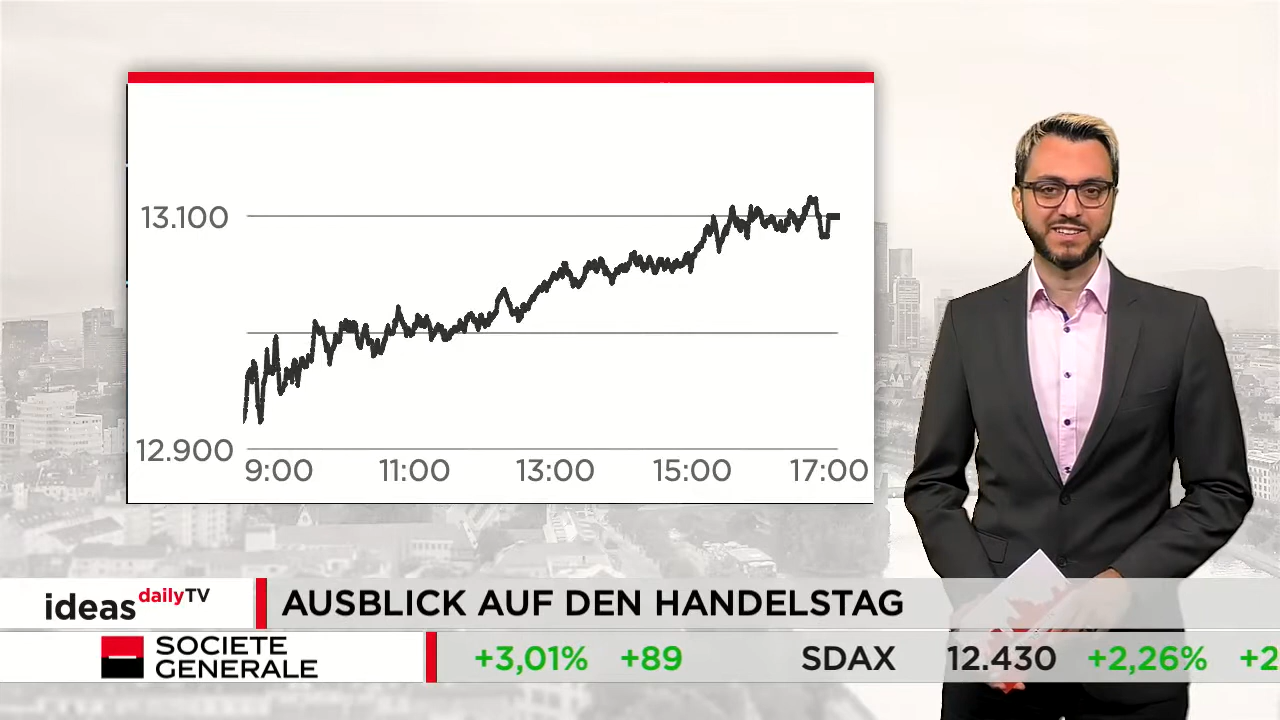 13.100
12.900
9:00 11:00 13:00 15:00 17:00
ideas dailyTV
AUSBLICK AUF DEN HANDELSTAG
SOCIETE
GENERALE
+3,01% +89 SDAX 12.430 +2,26% +2